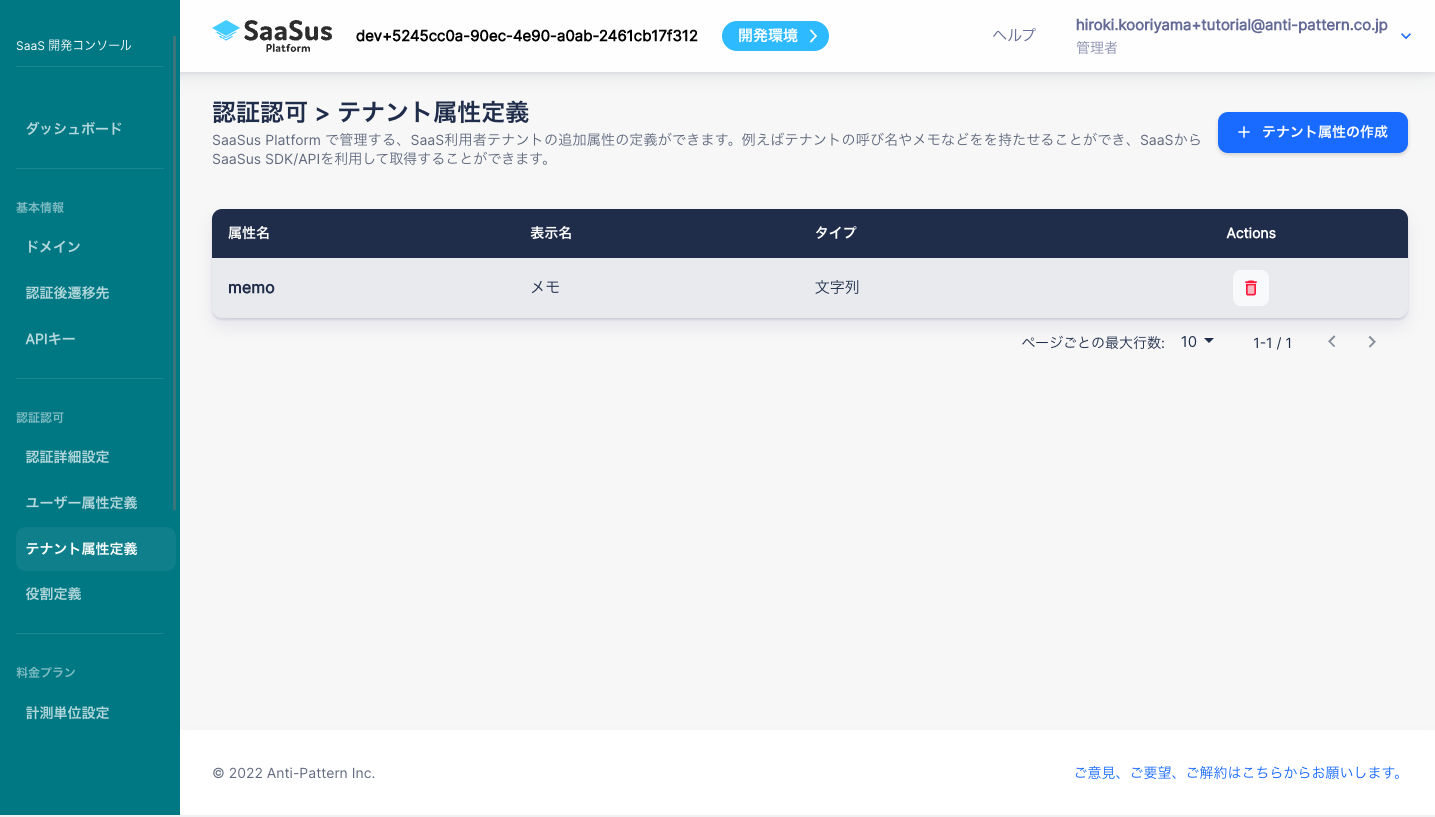 SaaS 開発コンソール
ダッシュボード
基本情報
ドメイン
認証後遷移先
APIキー
認証認可
認証詳細設定
ユーザー属性定義
テナント属性定義
役割定義
料金プラン
計測単位設定
SaaSus
Platform
dev+5245cc0a-90ec-4e90-a0ab-2461cb17f312
開発環境
ヘルプ
hiroki.kooriyama+tutorial@anti-pattern.co.jp
管理者
認証認可 > テナント属性定義
SaaSus Platform で管理する、SaaS利用者テナントの追加属性の定義ができます。例えばテナントの呼び名やメモなどをを持たせることができ、SaaSから
SaaSus SDK/APIを利用して取得することができます。
+ テナント属性の作成
属性名 表示名 タイプ Actions
memo メモ 文字列
ページごとの最大行数: 10 1-1 / 1
© 2022 Anti-Pattern Inc.
ご意見、ご要望、ご解約はこちらからお願いします。